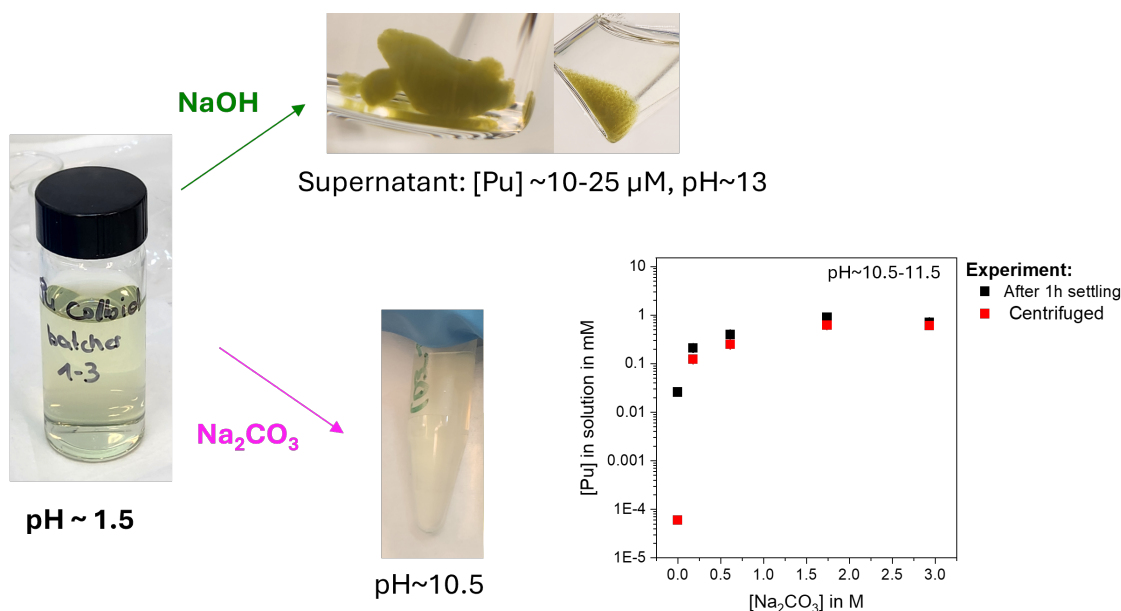 NaOH
Supernatant: [Pu] ~10-25 µM, pH~13
Pu Colloid
batches
1-3
pH ~ 1.5
Na₂CO₃
pH~10.5
pH~10.5-11.5
Experiment:
After 1h settling
Centrifuged
10
1
0.1
0.01
0.001
1E-4
1E-5
[Pu] in solution in mM
0.0 0.5 1.0 1.5 2.0 2.5 3.0
[Na₂CO₃] in M